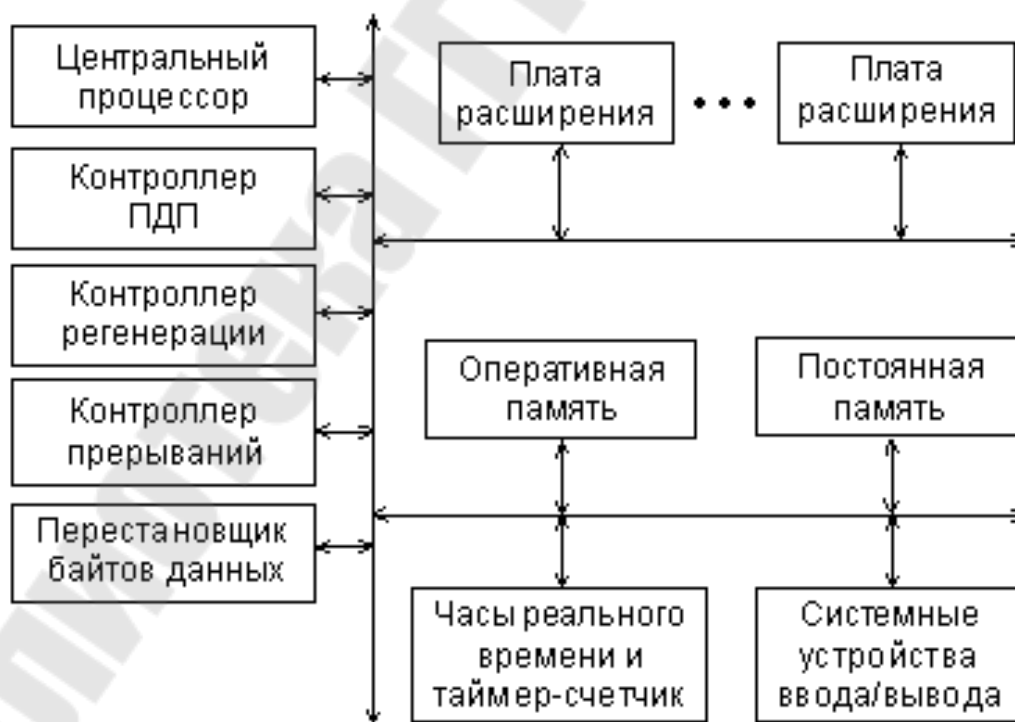 Центральный
процессор
Контроллер
ПДП
Контроллер
регенерации
Контроллер
прерываний
Перестановщик
байтов данных
Плата
расширения
•••
Плата
расширения
Оперативная
память
Постоянная
память
Часы реального
времени и
таймер-счетчик
Системные
устройства
ввода/вывода